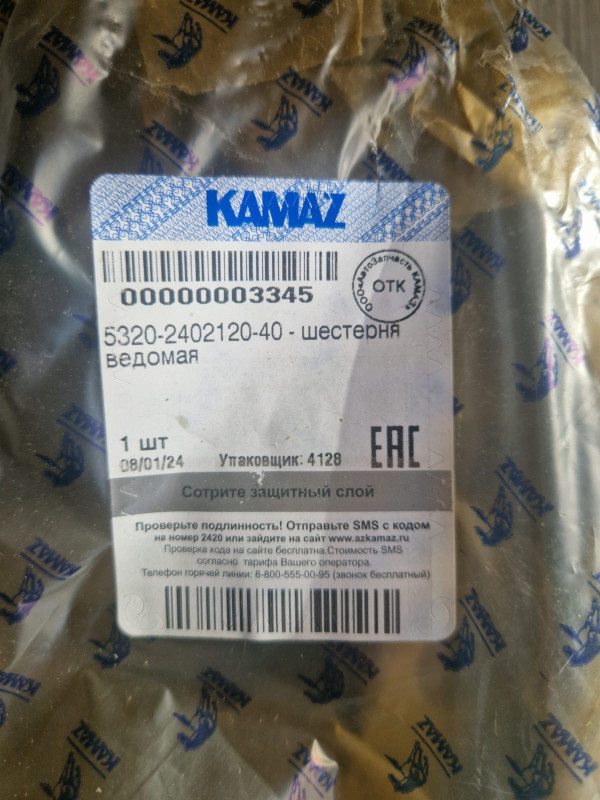 KAMAZ
00000003345
ООО «АвтоЗапчасть КАМАЗ»
ОТК
5320-2402120-40 - шестерня
ведомая
1 шт
08/01/24 Упаковщик: 4128
EAC
Сотрите защитный слой
Проверьте подлинность! Отправьте SMS с кодом
на номер 2420 или зайдите на сайт www.azkamaz.ru
Проверка кода на сайте бесплатна.Стоимость SMS
согласно тарифа Вашего оператора.
Телефон горячей линии: 8-800-555-00-95 (звонок бесплатный)